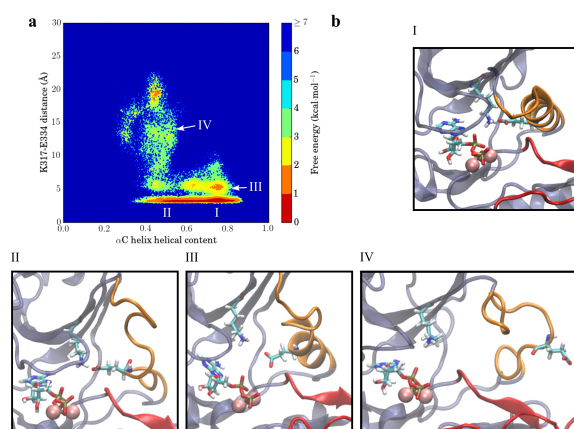 a
b
30
25
20
15
10
5
0
K317-E334 distance (Å)
0.0
0.2
0.4
0.6
0.8
1.0
αC helix helical content
IV
III
II
I
≥ 7
6
5
4
3
2
1
0
Free energy (kcal·mol⁻¹)
I
II
III
IV